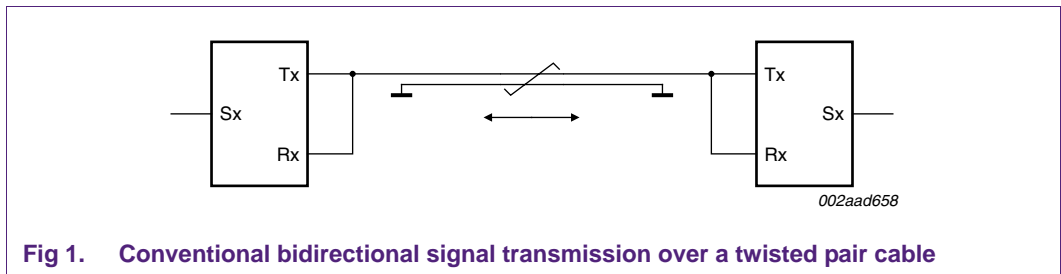 Tx
Tx
Sx
Sx
Rx
Rx
002aad658
Fig 1. Conventional bidirectional signal transmission over a twisted pair cable